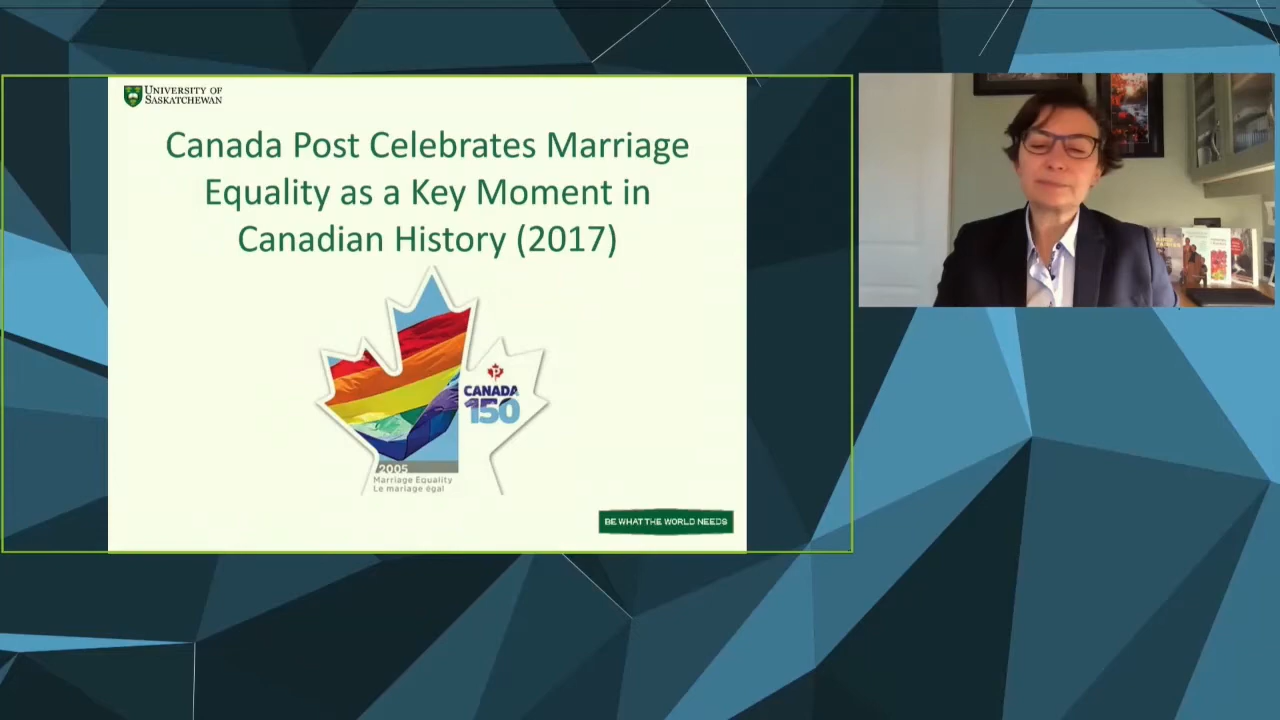 UNIVERSITY OF
SASKATCHEWAN
Canada Post Celebrates Marriage
Equality as a Key Moment in
Canadian History (2017)
CANADA
150
2005
Marriage Equality
Le mariage égal
BE WHAT THE WORLD NEEDS